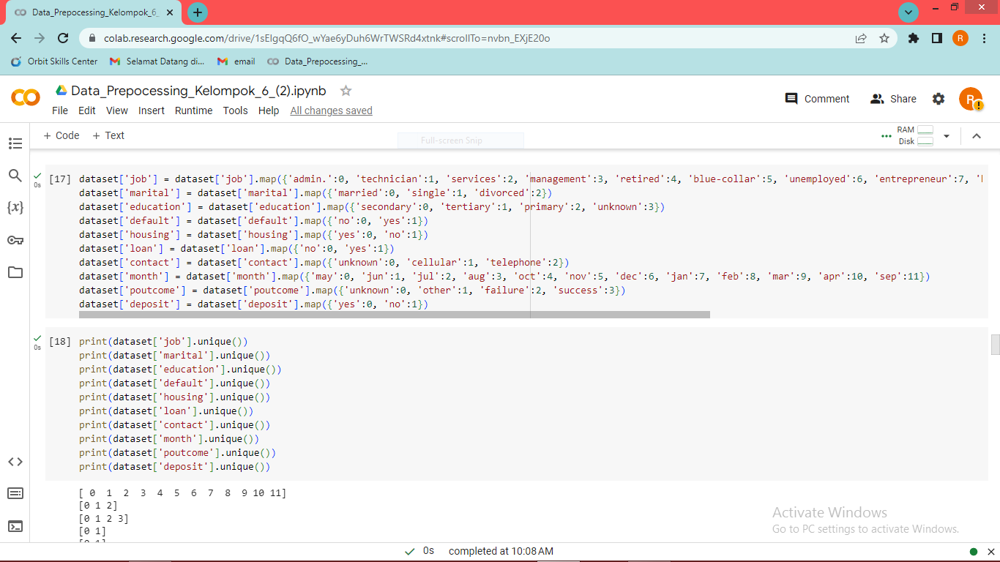 Data_Prepocessing_Kelompok_6_
colab.research.google.com/drive/1sElgqQ6fO_wYae6yDuh6WrTWSRd4xtnk#scrollTo=nvbn_EXjE20o
R
Orbit Skills Center
Selamat Datang di...
email
Data_Prepocessing_...
Data_Prepocessing_Kelompok_6_(2).ipynb
Comment
Share
R
File Edit View Insert Runtime Tools Help All changes saved
+ Code + Text
Full-screen Snip
RAM
Disk
[17] dataset['job'] = dataset['job'].map({'admin.':0, 'technician':1, 'services':2, 'management':3, 'retired':4, 'blue-collar':5, 'unemployed':6, 'entrepreneur':7, '
0s
dataset['marital'] = dataset['marital'].map({'married':0, 'single':1, 'divorced':2})
dataset['education'] = dataset['education'].map({'secondary':0, 'tertiary':1, 'primary':2, 'unknown':3})
dataset['default'] = dataset['default'].map({'no':0, 'yes':1})
dataset['housing'] = dataset['housing'].map({'yes':0, 'no':1})
dataset['loan'] = dataset['loan'].map({'no':0, 'yes':1})
dataset['contact'] = dataset['contact'].map({'unknown':0, 'cellular':1, 'telephone':2})
dataset['month'] = dataset['month'].map({'may':0, 'jun':1, 'jul':2, 'aug':3, 'oct':4, 'nov':5, 'dec':6, 'jan':7, 'feb':8, 'mar':9, 'apr':10, 'sep':11})
dataset['poutcome'] = dataset['poutcome'].map({'unknown':0, 'other':1, 'failure':2, 'success':3})
dataset['deposit'] = dataset['deposit'].map({'yes':0, 'no':1})
[18] print(dataset['job'].unique())
0s
print(dataset['marital'].unique())
print(dataset['education'].unique())
print(dataset['default'].unique())
print(dataset['housing'].unique())
print(dataset['loan'].unique())
print(dataset['contact'].unique())
print(dataset['month'].unique())
print(dataset['poutcome'].unique())
print(dataset['deposit'].unique())
[ 0 1 2 3 4 5 6 7 8 9 10 11]
[0 1 2]
[0 1 2 3]
[0 1]
Activate Windows
Go to PC settings to activate Windows.
0s completed at 10:08 AM